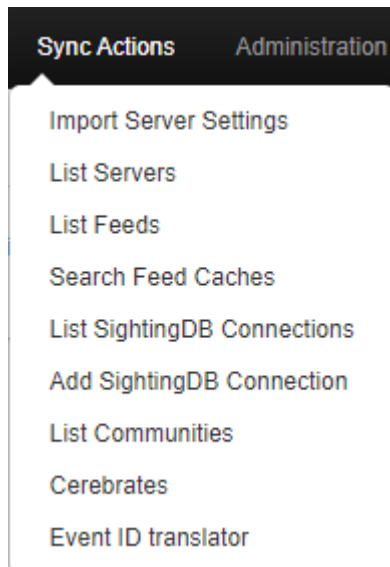 Sync Actions Administration
Import Server Settings
List Servers
List Feeds
Search Feed Caches
List SightingDB Connections
Add SightingDB Connection
List Communities
Cerebrates
Event ID translator